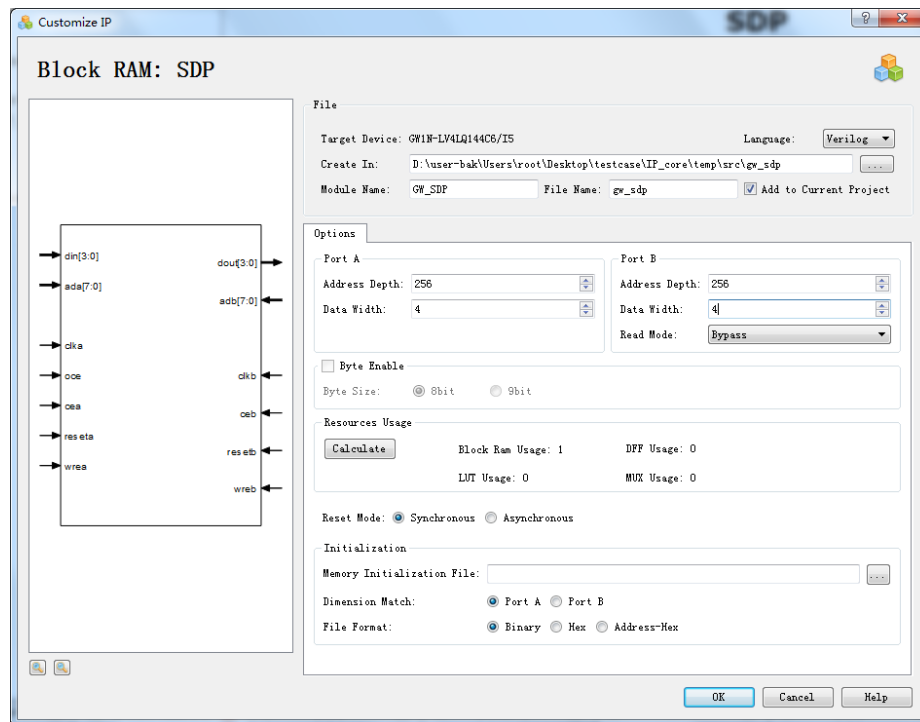 Customize IP
SDP
Block RAM: SDP
File
Target Device: GW1N-LV4LQ144C6/I5 Language: Verilog
Create In: D:\user-bak\Users\root\Desktop\testcase\IP_core\temp\src\gw_sdp ...
Module Name: GW_SDP File Name: gw_sdp Add to Current Project
Options
Port A
Address Depth: 256
Data Width: 4
Port B
Address Depth: 256
Data Width: 4
Read Mode: Bypass
Byte Enable
Byte Size: 8bit 9bit
Resources Usage
Calculate Block Ram Usage: 1 DFF Usage: 0
LUT Usage: 0 MUX Usage: 0
Reset Mode: Synchronous Asynchronous
Initialization
Memory Initialization File: ...
Dimension Match: Port A Port B
File Format: Binary Hex Address-Hex
din[3:0]
dout[3:0]
ada[7:0]
adb[7:0]
clka
oce clkb
cea
ceb
reseta
resetb
wrea
wreb
OK Cancel Help